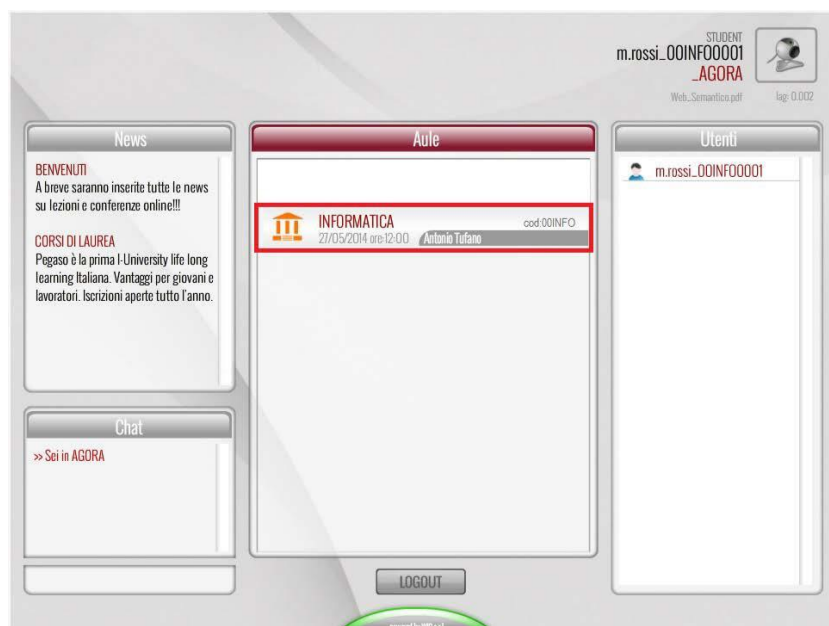 STUDENT
m.rossi_00INFO0001
_AGORA
Web_Semantico.pdf
lag: 0.002
News
BENVENUTI
A breve saranno inserite tutte le news
su lezioni e conferenze online!!!
CORSI DI LAUREA
Pegaso è la prima I-University life long
learning Italiana. Vantaggi per giovani e
lavoratori. Iscrizioni aperte tutto l'anno.
Chat
>> Sei in AGORA
Aule
INFORMATICA
cod:00INFO
27/05/2014 ore:12-00
Antonio Tufano
Utenti
m.rossi_00INFO0001
LOGOUT